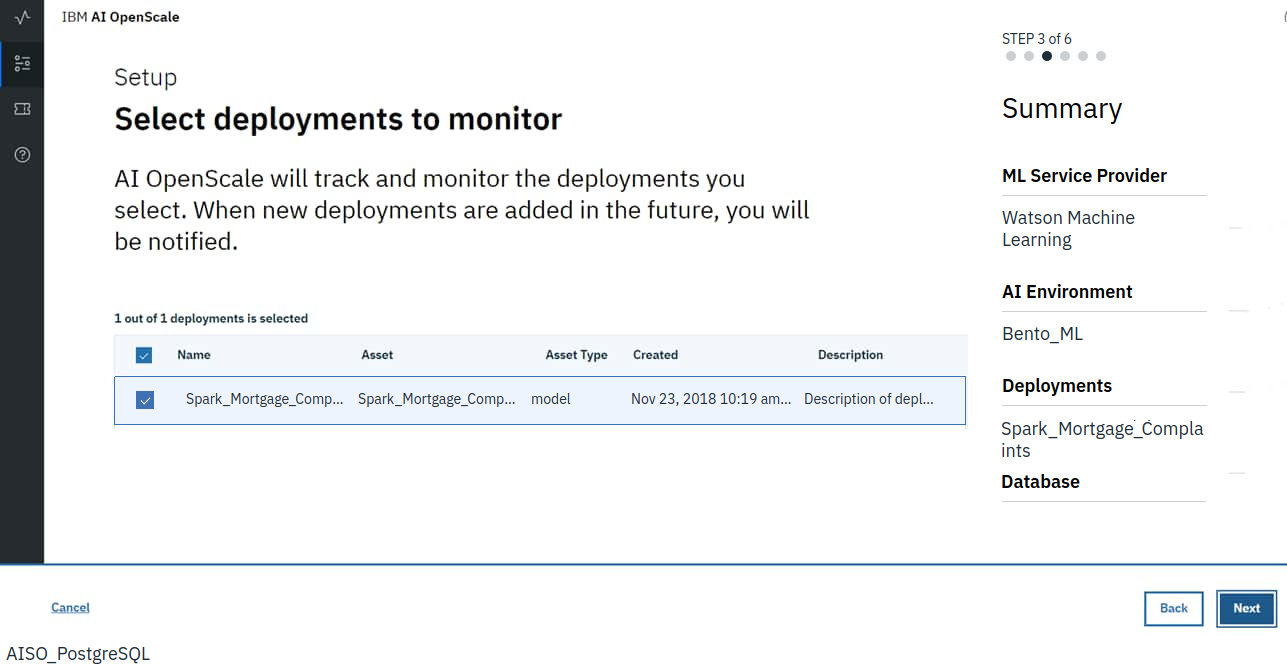 IBM AI OpenScale
Setup
Select deployments to monitor
AI OpenScale will track and monitor the deployments you
select. When new deployments are added in the future, you will
be notified.
1 out of 1 deployments is selected
Name Asset Asset Type Created Description
Spark_Mortgage_Comp... Spark_Mortgage_Comp... model Nov 23, 2018 10:19 am... Description of depl...
STEP 3 of 6
Summary
ML Service Provider
Watson Machine
Learning
AI Environment
Bento_ML
Deployments
Spark_Mortgage_Compla
ints
Database
Cancel
Back
Next
AISO_PostgreSQL